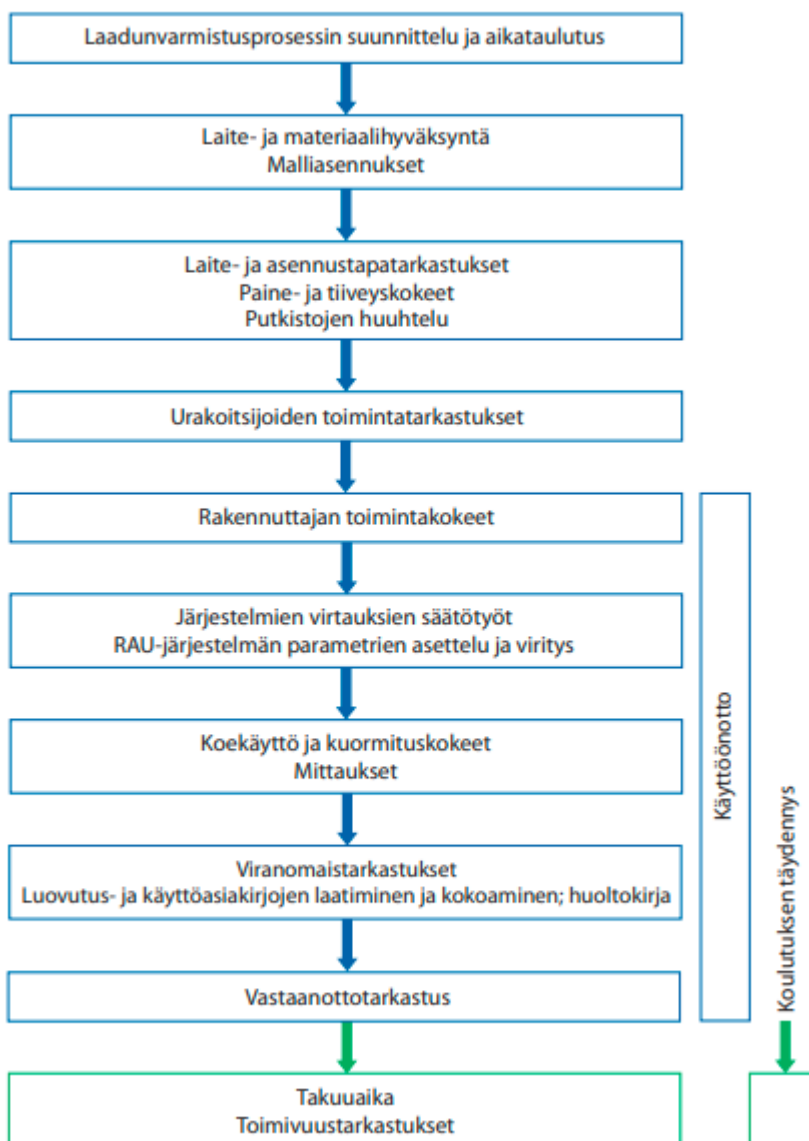 Laadunvarmistusprosessin suunnittelu ja aikataulutus
Laite- ja materiaalihyväksyntä
Malliasennukset
Laite- ja asennustapatarkastukset
Paine- ja tiiveyskokeet
Putkistojen huuhtelu
Urakoitsijoiden toimintatarkastukset
Rakennuttajan toimintakokeet
Järjestelmien virtauksien säätötyöt
RAU-järjestelmän parametrien asettelu ja viritys
Koekäyttö ja kuormituskokeet
Mittaukset
Viranomaistarkastukset
Luovutus- ja käyttöasiakirjojen laatiminen ja kokoaminen; huoltokirja
Vastaanottotarkastus
Käyttöönotto
Koulutuksen täydennys
Takuuaika
Toimivuustarkastukset